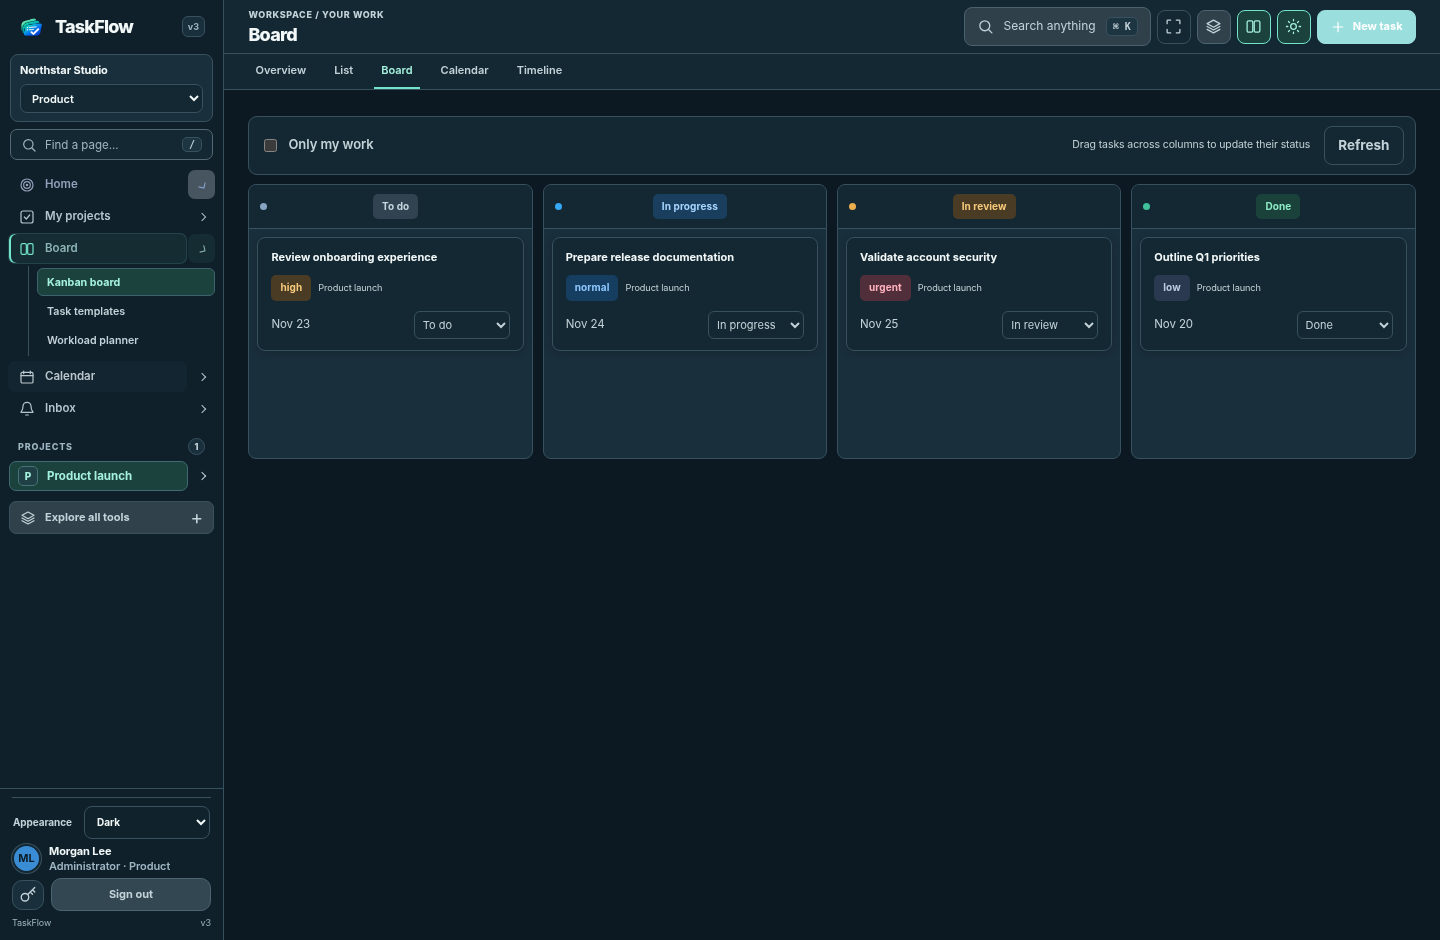 TaskFlow
v3
Northstar Studio
Product
Find a page...
/
Home
My projects
Board
Kanban board
Task templates
Workload planner
Calendar
Inbox
PROJECTS
1
P
Product launch
Explore all tools
+
Appearance
Dark
ML
Morgan Lee
Administrator · Product
Sign out
TaskFlow
v3
WORKSPACE / YOUR WORK
Board
Search anything
⌘ K
+ New task
Overview
List
Board
Calendar
Timeline
Only my work
Drag tasks across columns to update their status
Refresh
To do
Review onboarding experience
high
Product launch
Nov 23
To do
In progress
Prepare release documentation
normal
Product launch
Nov 24
In progress
In review
Validate account security
urgent
Product launch
Nov 25
In review
Done
Outline Q1 priorities
low
Product launch
Nov 20
Done